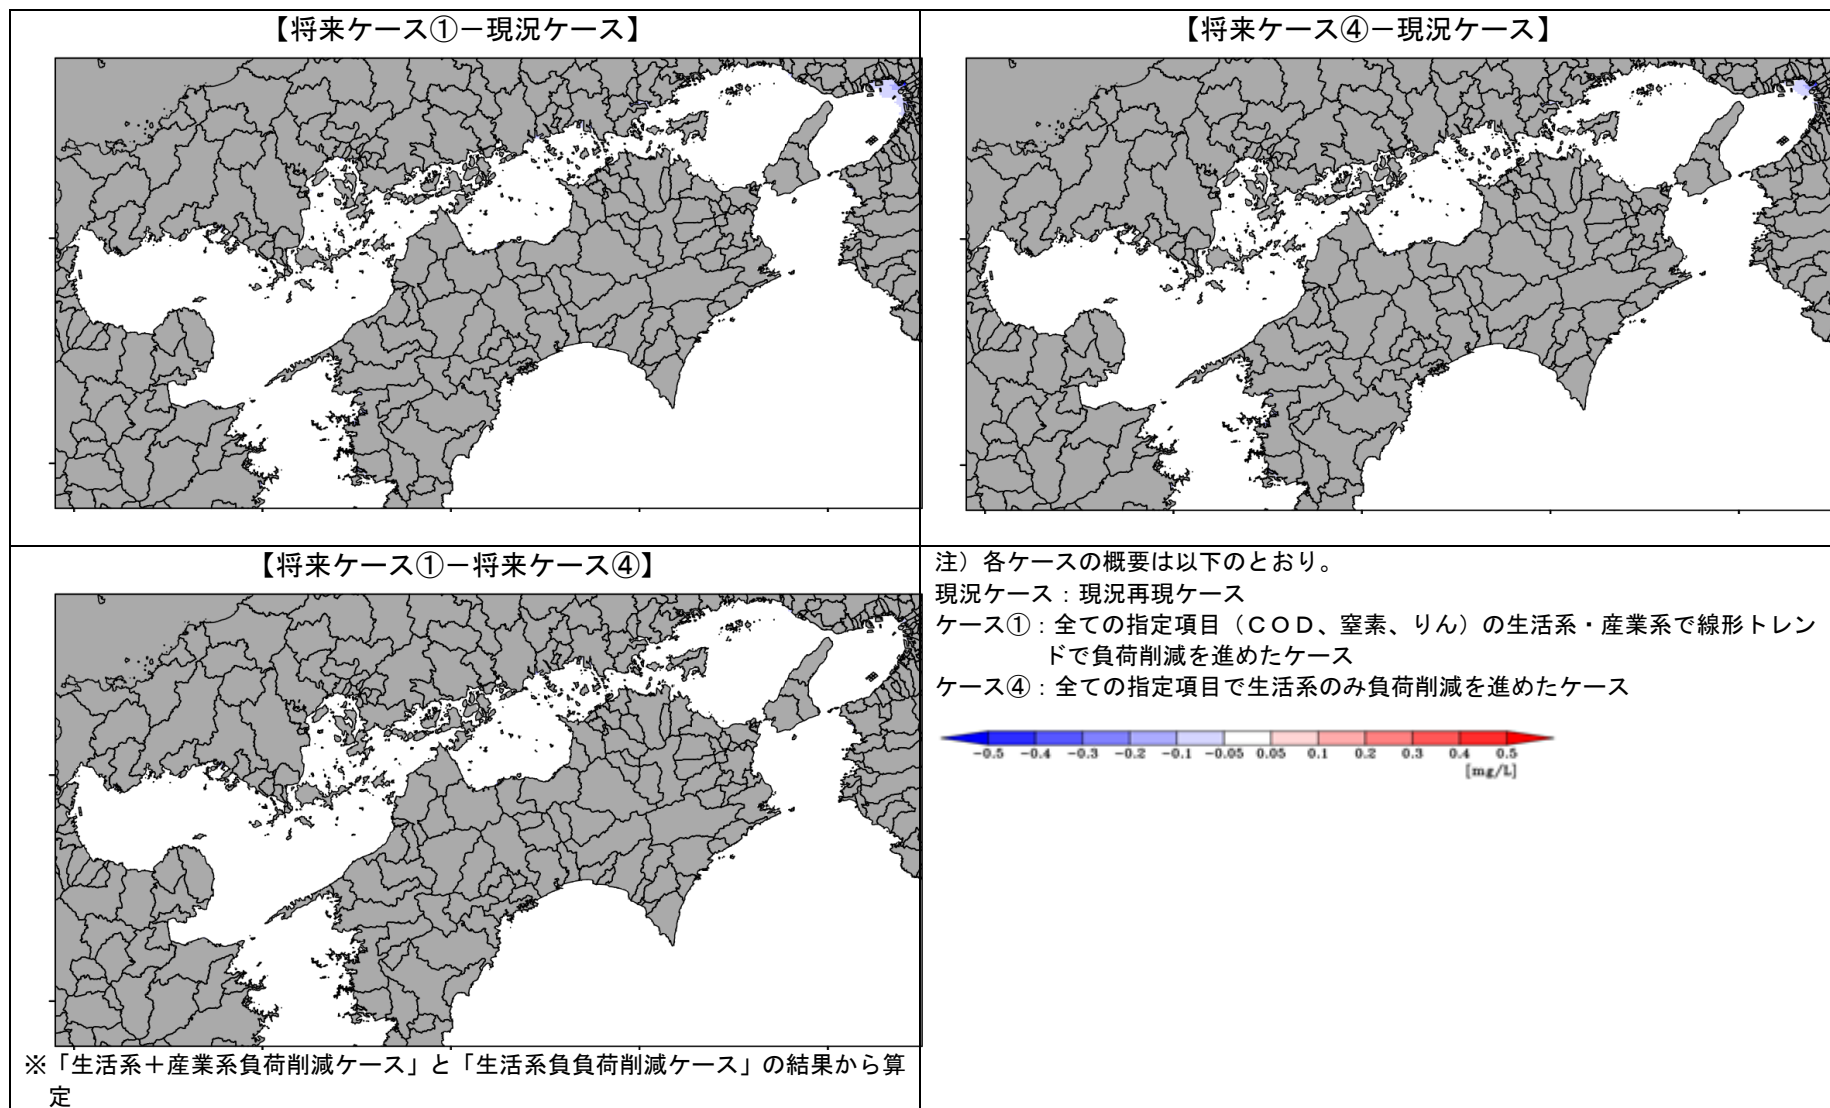 【将来ケース①－現況ケース】
【将来ケース④－現況ケース】
【将来ケース①－将来ケース④】
※「生活系＋産業系負荷削減ケース」と「生活系負負荷削減ケース」の結果から算
定
注）各ケースの概要は以下のとおり。
現況ケース：現況再現ケース
ケース①：全ての指定項目（ＣＯＤ、窒素、りん）の生活系・産業系で線形トレン
ドで負荷削減を進めたケース
ケース④：全ての指定項目で生活系のみ負荷削減を進めたケース
-0.5 -0.4 -0.3 -0.2 -0.1 -0.05 0.05 0.1 0.2 0.3 0.4 0.5
[mg/L]